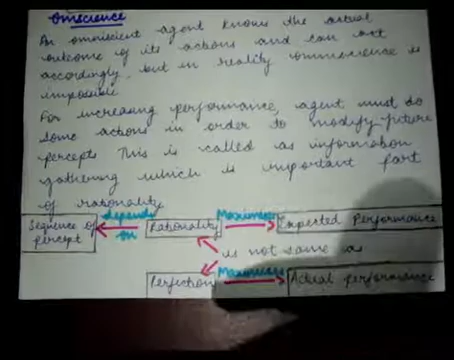 Omscience
An omniscient agent knows the actual
outcome of its actions and can act
accordingly, but in reality omniscience is
impossible
For increasing performance, agent must do
some actions in order to modify future
percepts This is called as information
gathering which is important part
of rationality
Sequence of percept
depends on
Rationality
Maximizes
Expected Performance
is not same as
Perfection
Maximizes
Actual performance